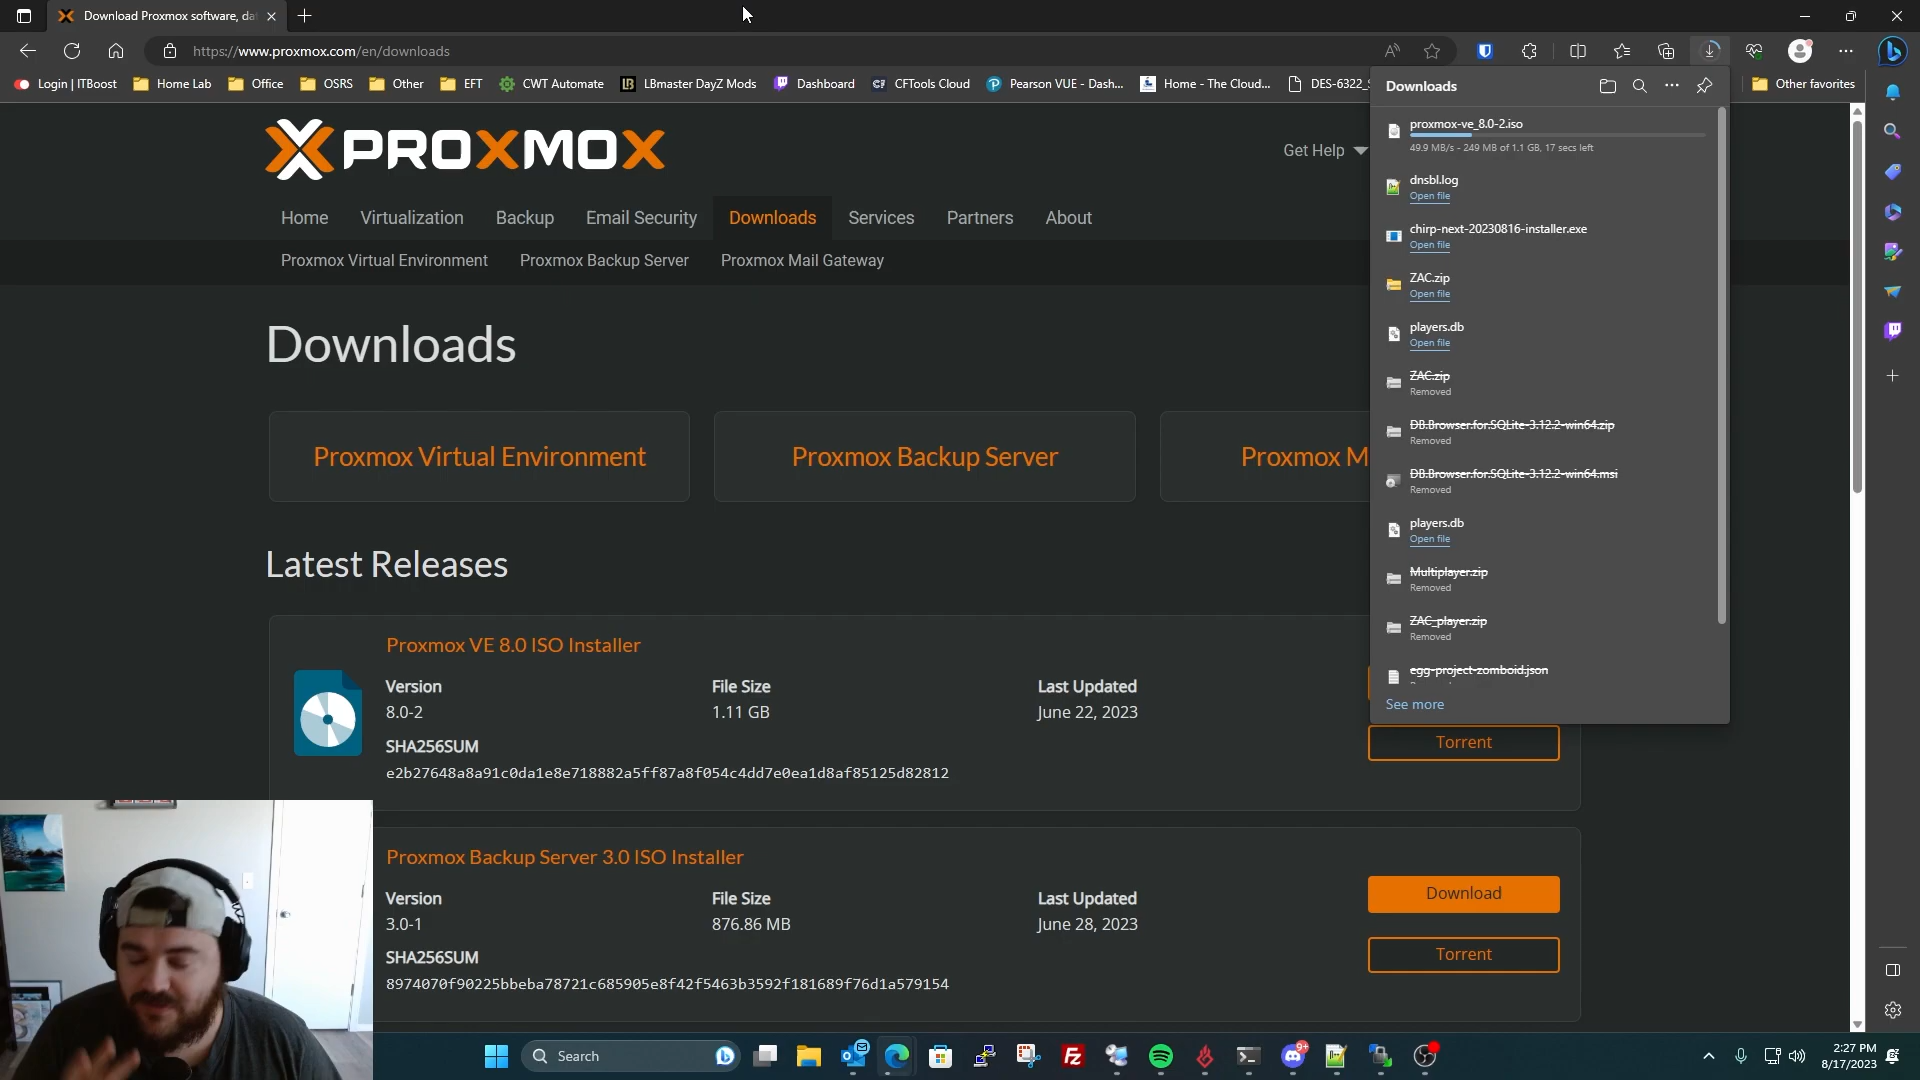 Download Proxmox software, dat
https://www.proxmox.com/en/downloads
Login | ITBoost
Home Lab
Office
OSRS
Other
EFT
CWT Automate
LBmaster DayZ Mods
Dashboard
CFTools Cloud
Pearson VUE - Dash...
Home - The Cloud...
DES-6322_S
Other favorites
PROXMOX
Get Help
Home
Virtualization
Backup
Email Security
Downloads
Services
Partners
About
Proxmox Virtual Environment
Proxmox Backup Server
Proxmox Mail Gateway
Downloads
Proxmox Virtual Environment
Proxmox Backup Server
Proxmox M
Latest Releases
Proxmox VE 8.0 ISO Installer
Version
File Size
Last Updated
8.0-2
1.11 GB
June 22, 2023
SHA256SUM
e2b27648a8a91c0da1e8e718882a5ff87a8f054c4dd7e0ea1d8af85125d82812
Torrent
Proxmox Backup Server 3.0 ISO Installer
Version
File Size
Last Updated
3.0-1
876.86 MB
June 28, 2023
SHA256SUM
8974070f90225bbeba78721c685905e8f42f5463b3592f181689f76d1a579154
Download
Torrent
Downloads
proxmox-ve_8.0-2.iso
49.9 MB/s - 249 MB of 1.1 GB, 17 secs left
dnsbl.log
Open file
chirp-next-20230816-installer.exe
Open file
ZAC.zip
Open file
players.db
Open file
ZAC.zip
Removed
DB.Browser.for.SQLite-3.12.2-win64.zip
Removed
DB.Browser.for.SQLite-3.12.2-win64.msi
Removed
players.db
Open file
Multiplayer.zip
Removed
ZAC_player.zip
Removed
egg-project-zomboid.json
See more
Search
9+
2:27 PM
8/17/2023